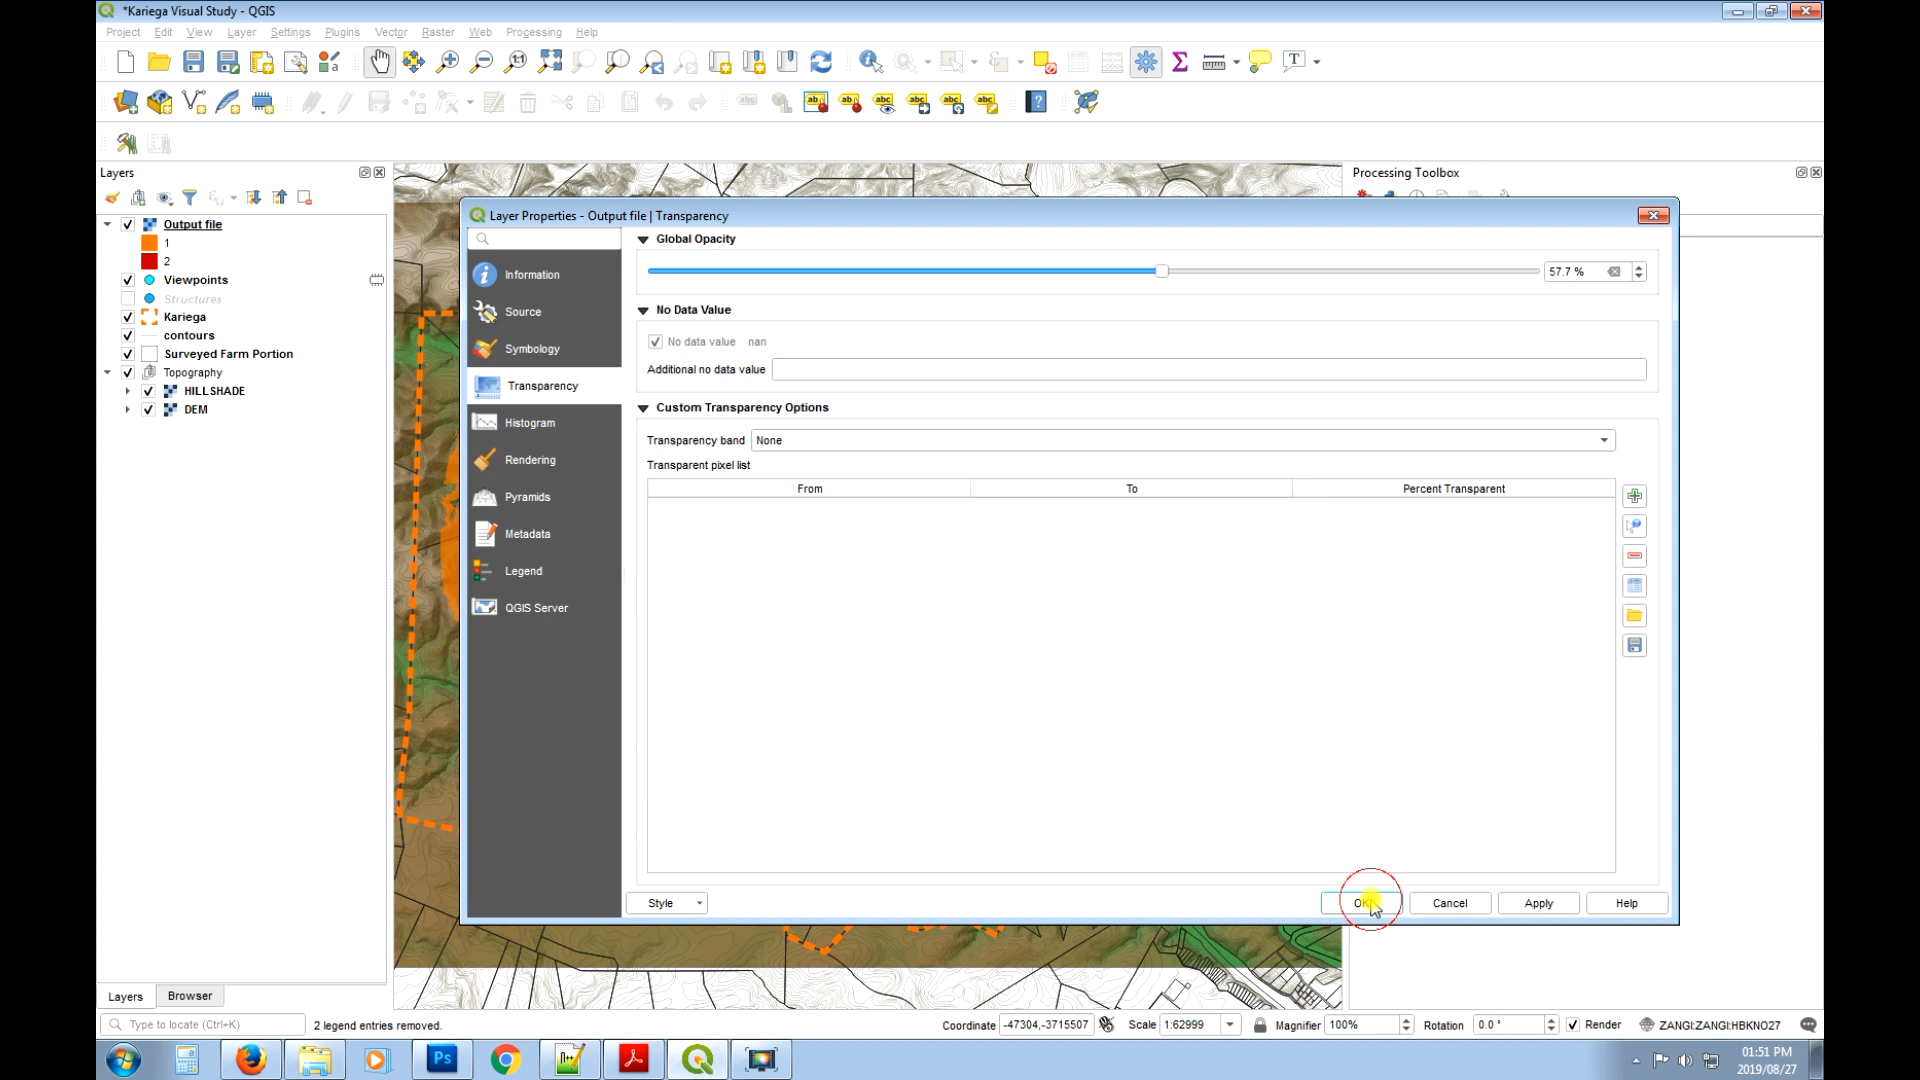 *Kariega Visual Study - QGIS
Project Edit View Layer Settings Plugins Vector Raster Web Processing Help
Layers
Processing Toolbox
Output file
1
2
Viewpoints
Structures
Kariega
contours
Surveyed Farm Portion
Topography
HILLSHADE
DEM
Layer Properties - Output file | Transparency
Information
Source
Symbology
Transparency
Histogram
Rendering
Pyramids
Metadata
Legend
QGIS Server
Global Opacity
57.7 %
No Data Value
No data value nan
Additional no data value
Custom Transparency Options
Transparency band None
Transparent pixel list
From To Percent Transparent
Style OK Cancel Apply Help
Layers Browser
Type to locate (Ctrl+K) 2 legend entries removed. Coordinate -47304,-3715507 Scale 1:62999 Magnifier 100% Rotation 0.0 ° Render ZANGI:ZANGI:HBKNO27
Ps
01:51 PM
2019/08/27